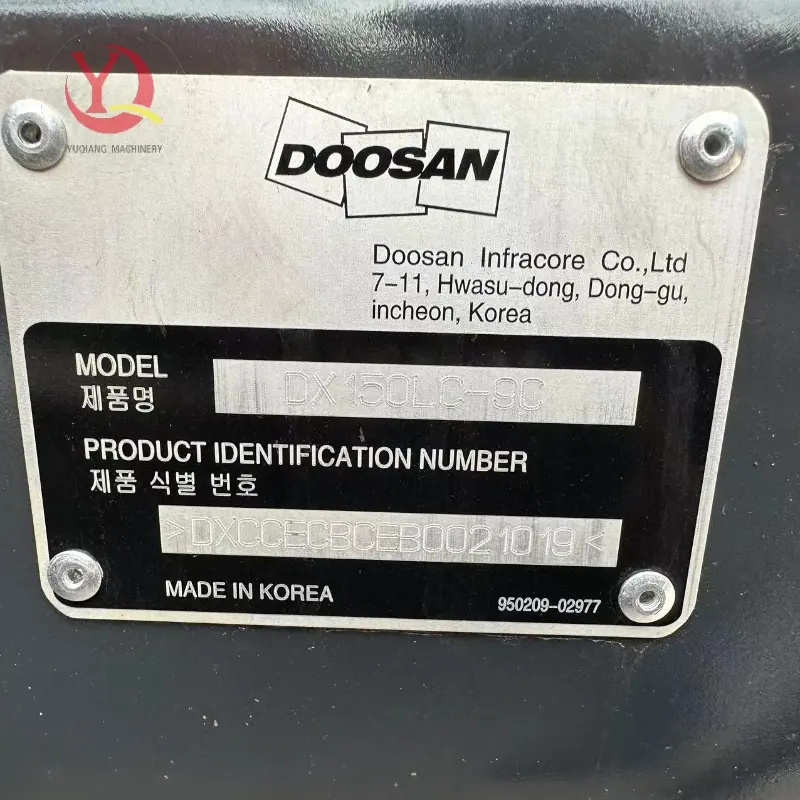 YUQIANG MACHINERY
DOOSAN
Doosan Infracore Co.,Ltd
7-11, Hwasu-dong, Dong-gu,
incheon, Korea
MODEL
제품명
DX150LC-9C
PRODUCT IDENTIFICATION NUMBER
제품 식별 번호
>DXCCECBCEB0021019<
MADE IN KOREA
950209-02977